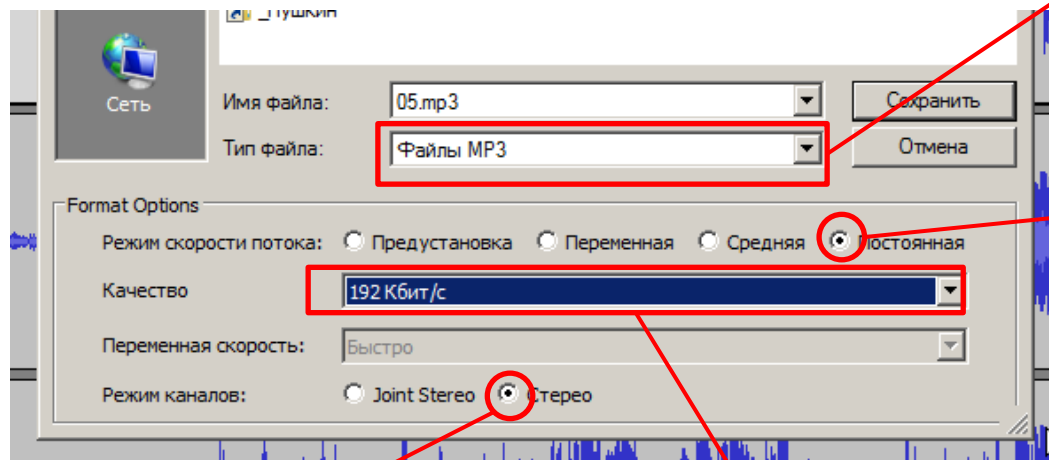 _Пушкин
Сеть
Имя файла: 05.mp3 Сохранить
Тип файла: Файлы MP3 Отмена
Format Options
Режим скорости потока: Предустановка Переменная Средняя Постоянная
Качество 192 Кбит/с
Переменная скорость: Быстро
Режим каналов: Joint Stereo Стерео